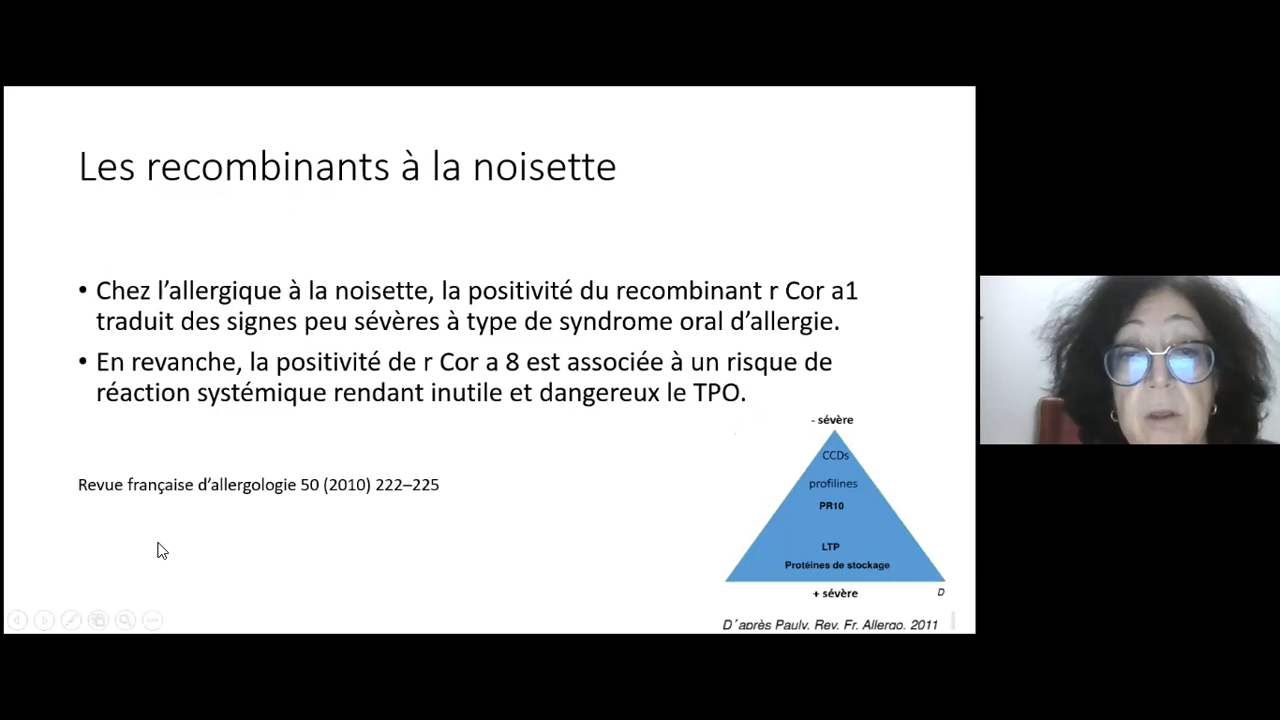 Les recombinants à la noisette
• Chez l’allergique à la noisette, la positivité du recombinant r Cor a1
traduit des signes peu sévères à type de syndrome oral d’allergie.
• En revanche, la positivité de r Cor a 8 est associée à un risque de
réaction systémique rendant inutile et dangereux le TPO.
Revue française d’allergologie 50 (2010) 222–225
- sévère
CCDs
profilines
PR10
LTP
Protéines de stockage
+ sévère
D
D´après Pauly. Rev. Fr. Allergo. 2011